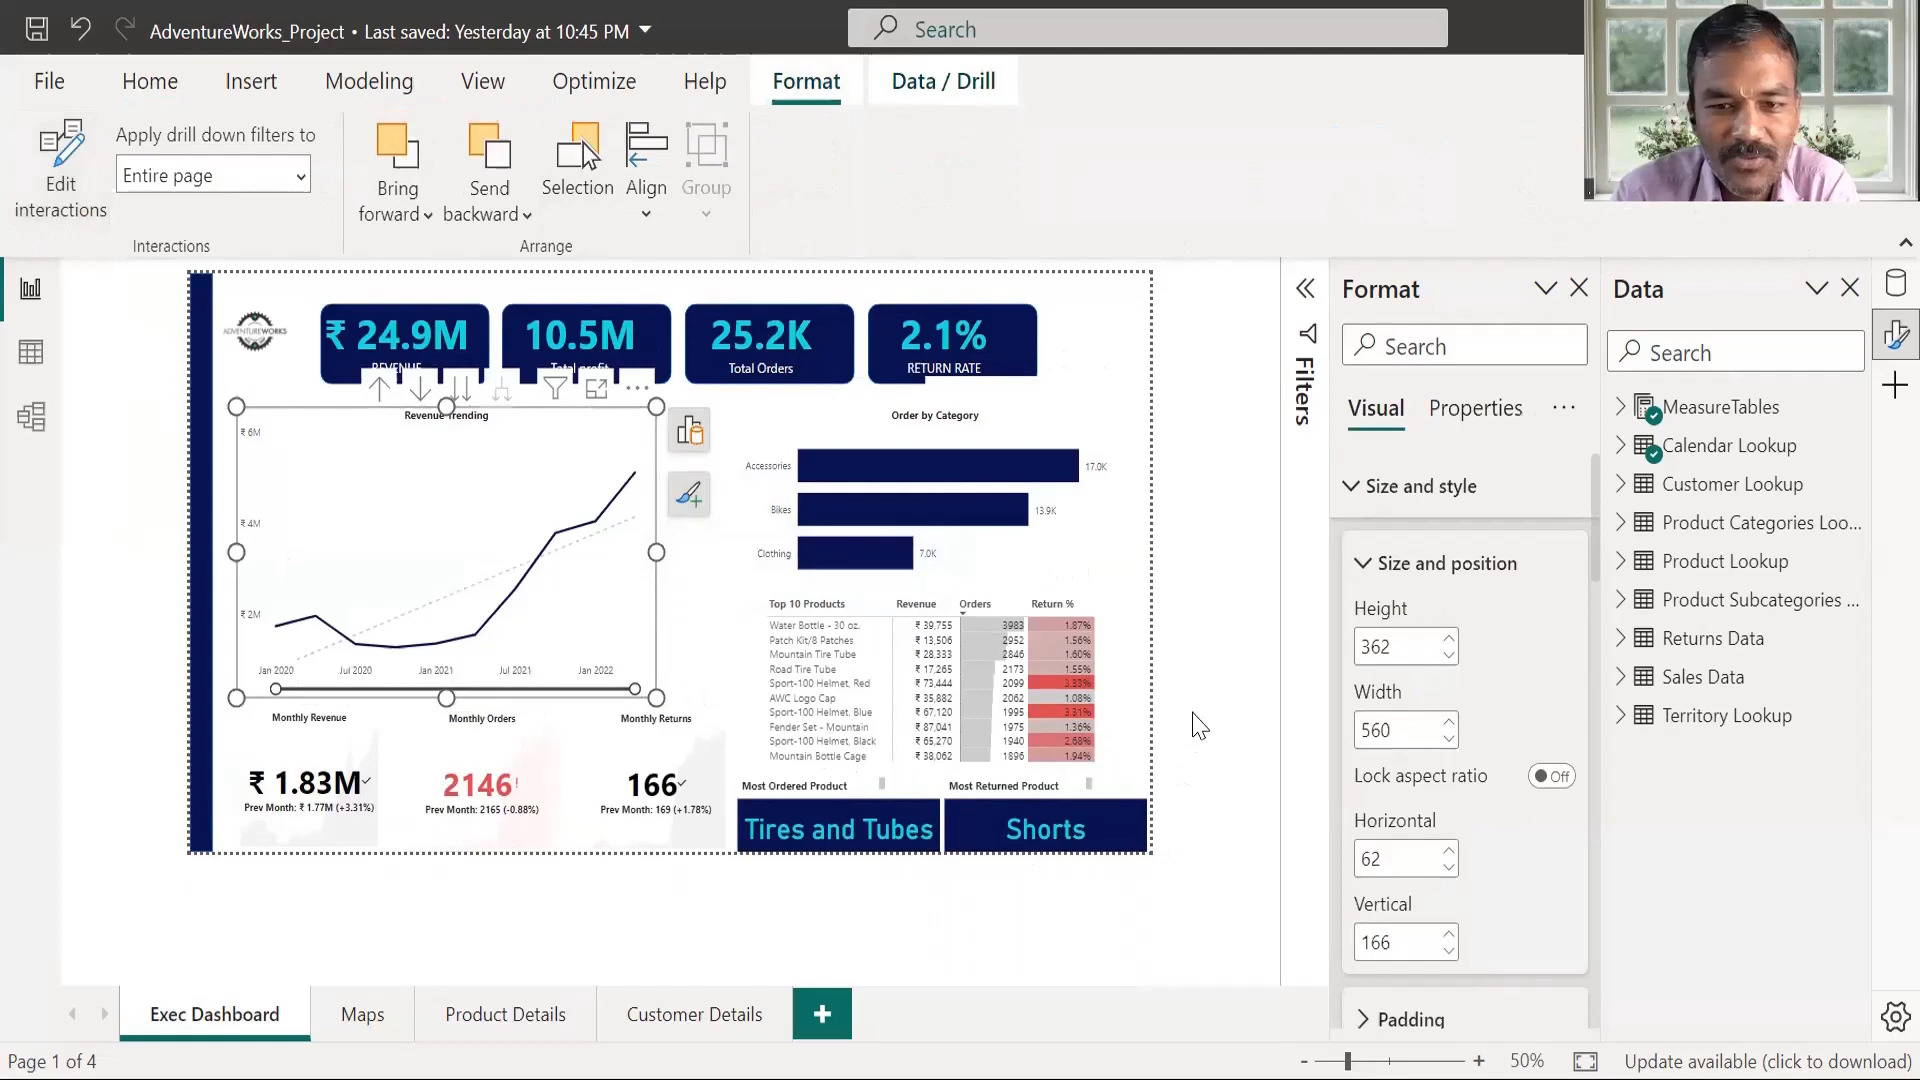 AdventureWorks_Project • Last saved: Yesterday at 10:45 PM
Search
File
Home
Insert
Modeling
View
Optimize
Help
Format
Data / Drill
Edit
interactions
Apply drill down filters to
Entire page
Interactions
Bring
forward
Send
backward
Selection
Align
Group
Arrange
ADVENTUREWORKS
₹ 24.9M
REVENUE
10.5M
Total profit
25.2K
Total Orders
2.1%
RETURN RATE
Revenue Trending
₹ 6M
₹ 4M
₹ 2M
Jan 2020
Jul 2020
Jan 2021
Jul 2021
Jan 2022
Order by Category
Accessories
17.0K
Bikes
13.9K
Clothing
7.0K
Top 10 Products Revenue Orders Return %
Water Bottle - 30 oz. ₹ 39,755 3983 1.87%
Patch Kit/8 Patches ₹ 13,506 2952 1.56%
Mountain Tire Tube ₹ 28,333 2846 1.60%
Road Tire Tube ₹ 17,265 2173 1.55%
Sport-100 Helmet, Red ₹ 73,444 2099 3.33%
AWC Logo Cap ₹ 35,882 2062 1.08%
Sport-100 Helmet, Blue ₹ 67,120 1995 3.31%
Fender Set - Mountain ₹ 87,041 1975 1.36%
Sport-100 Helmet, Black ₹ 65,270 1940 2.68%
Mountain Bottle Cage ₹ 38,062 1896 1.94%
Monthly Revenue
₹ 1.83M
Prev Month: ₹ 1.77M (+3.31%)
Monthly Orders
2146!
Prev Month: 2165 (-0.88%)
Monthly Returns
166
Prev Month: 169 (+1.78%)
Most Ordered Product
Tires and Tubes
Most Returned Product
Shorts
Filters
Format
Search
Visual
Properties
Size and style
Size and position
Height
362
Width
560
Lock aspect ratio
Off
Horizontal
62
Vertical
166
Padding
Data
Search
MeasureTables
Calendar Lookup
Customer Lookup
Product Categories Loo...
Product Lookup
Product Subcategories ...
Returns Data
Sales Data
Territory Lookup
Exec Dashboard
Maps
Product Details
Customer Details
Page 1 of 4
50%
Update available (click to download)